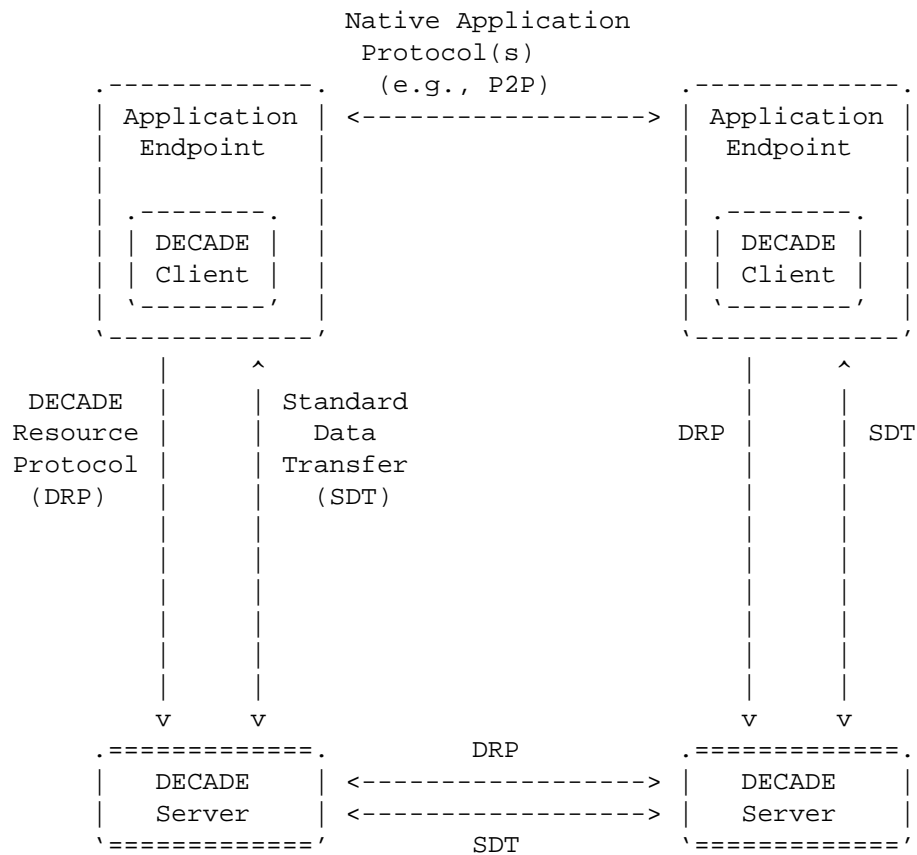 Native Application
Protocol(s)
(e.g., P2P)
Application
Endpoint
Application
Endpoint
DECADE
Client
DECADE
Client
DECADE
Resource
Protocol
(DRP)
Standard
Data
Transfer
(SDT)
DRP
SDT
DRP
DECADE
Server
DECADE
Server
SDT